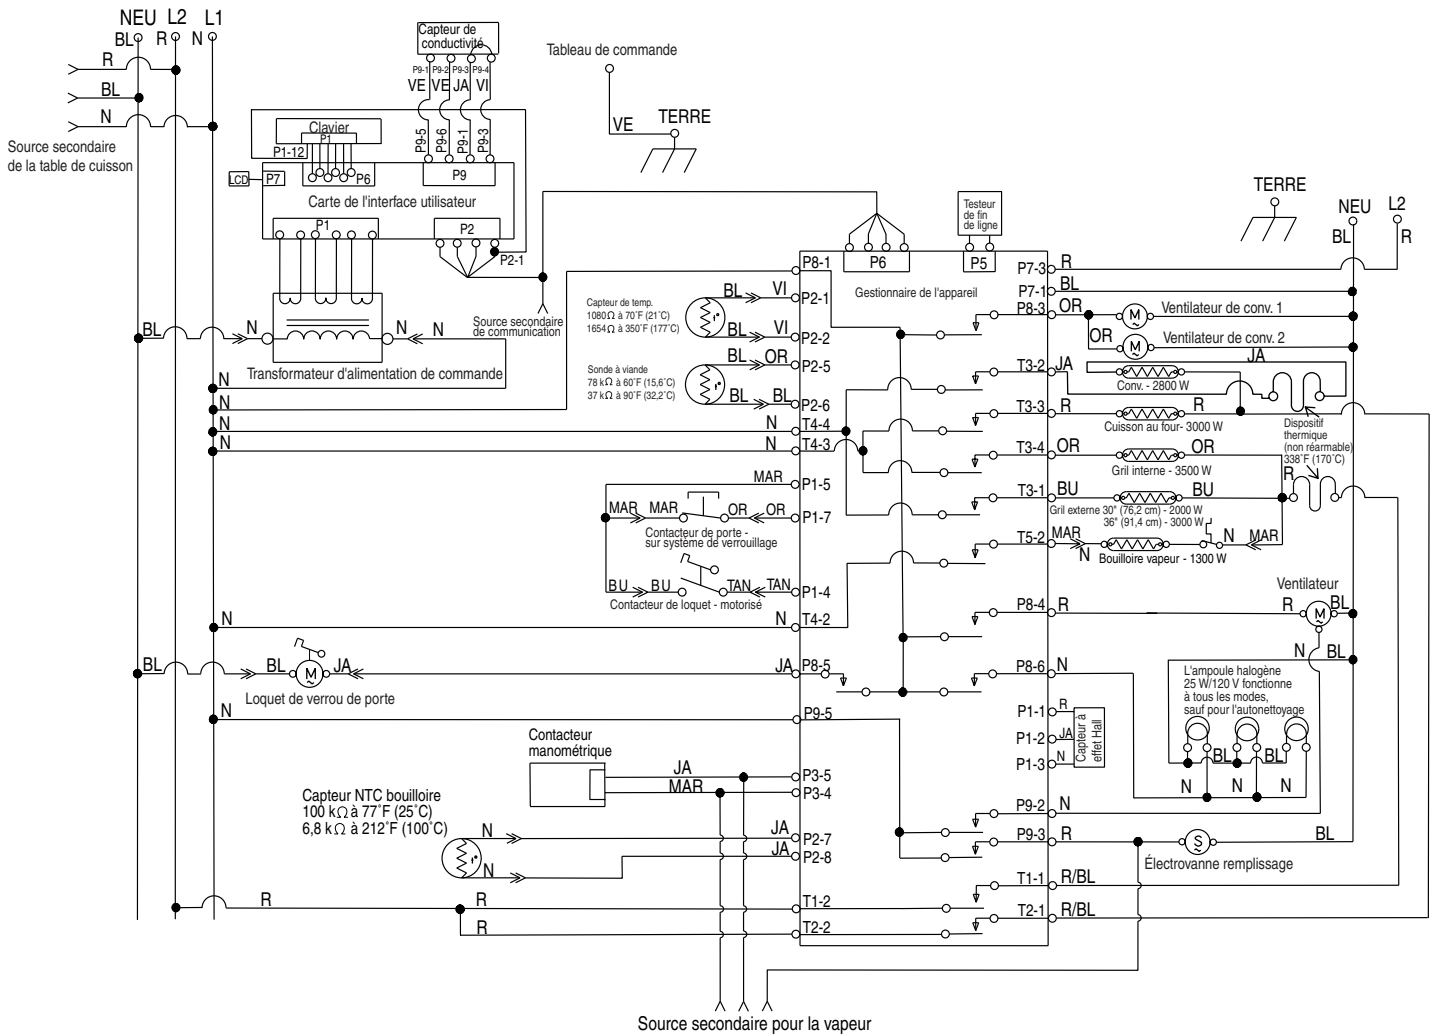 NEU L2 L1
BL R N
R
BL
N
Source secondaire
de la table de cuisson
Capteur de
conductivité
P9-1 P9-2 P9-3 P9-4
VE VE JA VI
P9-5 P9-6 P9-1 P9-3
P9
Tableau de commande
VE
TERRE
Clavier
P1
P1-12
LCD P7
P6
Carte de l'interface utilisateur
P1
P2
P2-1
Source secondaire
de communication
BL N N N
Transformateur d'alimentation de commande
N
N
N
N
Capteur de temp.
1080Ω à 70˚F (21˚C)
1654Ω à 350˚F (177˚C)
BL VI
BL VI
Sonde à viande
78 kΩ à 60˚F (15,6˚C)
37 kΩ à 90˚F (32,2˚C)
BL OR
BL BL
N
N
P8-1
P2-1
P2-2
P2-5
P2-6
T4-4
T4-3
P6
Testeur
de fin
de ligne
P5
Gestionnaire de l'appareil
MAR P1-5
MAR MAR OR OR P1-7
Contacteur de porte -
sur système de verrouillage
BU BU TAN TAN P1-4
Contacteur de loquet - motorisé
N N T4-2
BL BL M JA JA P8-5
Loquet de verrou de porte
N P9-5
Contacteur
manométrique
JA P3-5
MAR P3-4
Capteur NTC bouilloire
100 kΩ à 77˚F (25˚C)
6,8 kΩ à 212˚F (100˚C)
N JA P2-7
N JA P2-8
R R T1-2
R T2-2
TERRE
NEU L2
BL R
P7-3 R
P7-1 BL
P8-3 OR M Ventilateur de conv. 1
OR M Ventilateur de conv. 2
T3-2 JA JA
Conv. - 2800 W
T3-3 R R
Cuisson au four- 3000 W
Dispositif
thermique
(non réarmable)
338˚F (170˚C)
T3-4 OR OR
Gril interne - 3500 W
R
T3-1 BU BU
Gril externe 30" (76,2 cm) - 2000 W
36" (91,4 cm) - 3000 W
T5-2 MAR N N MAR
Bouilloire vapeur - 1300 W
Ventilateur
P8-4 R R M BL
N BL
P8-6 N
L'ampoule halogène
25 W/120 V fonctionne
à tous les modes,
sauf pour l'autonettoyage
P1-1 R
P1-2 JA
P1-3 N
Capteur à
effet Hall
BL BL
N N N
P9-2 N
P9-3 R S BL
Électrovanne remplissage
T1-1 R/BL
T2-1 R/BL
Source secondaire pour la vapeur